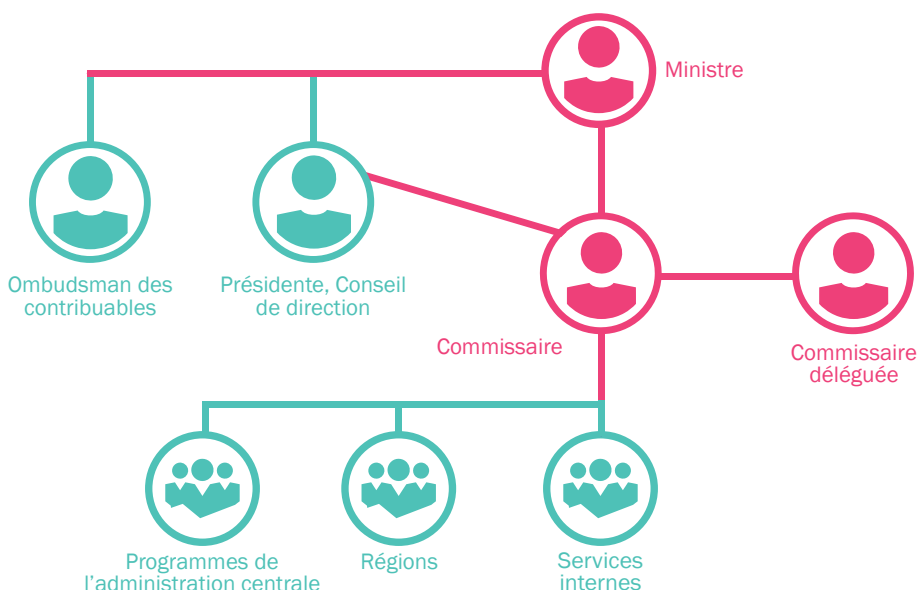 Ministre
Ombudsman des
contribuables
Présidente, Conseil
de direction
Commissaire
Commissaire
déléguée
Programmes de
l'administration centrale
Régions
Services
internes